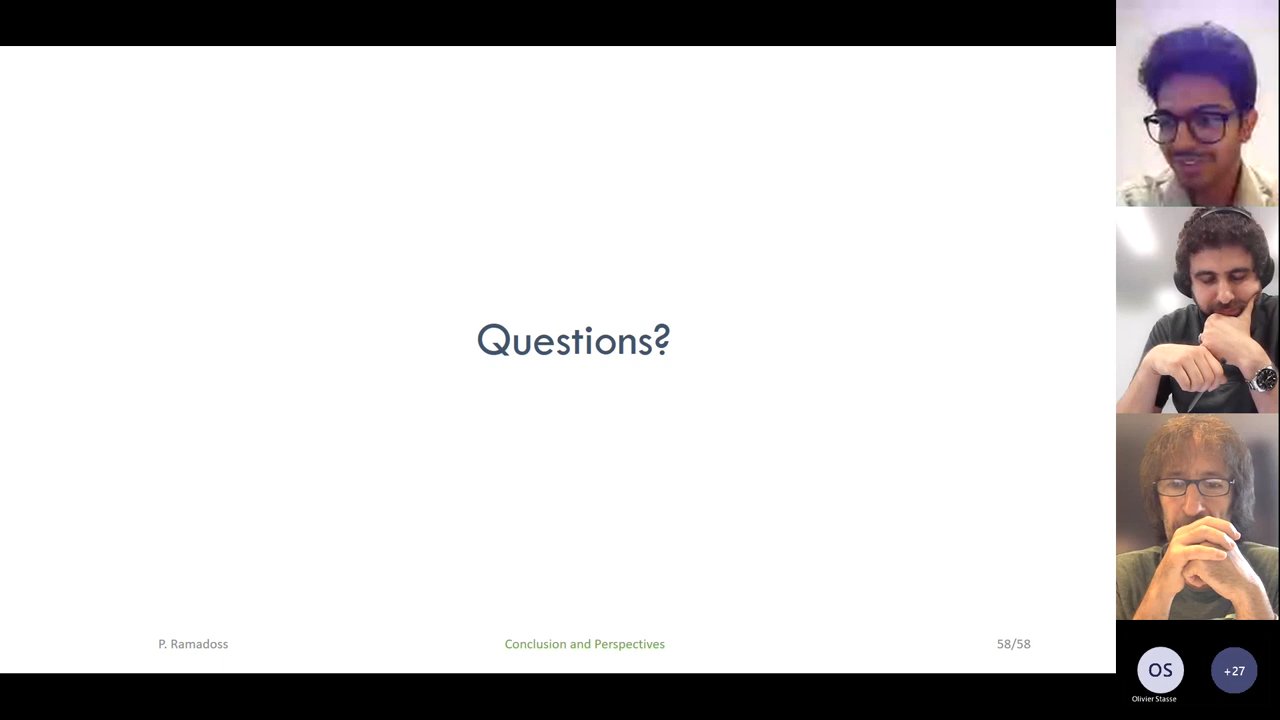 Questions?
P. Ramadoss
Conclusion and Perspectives
58/58
OS
+27
Olivier Stasse